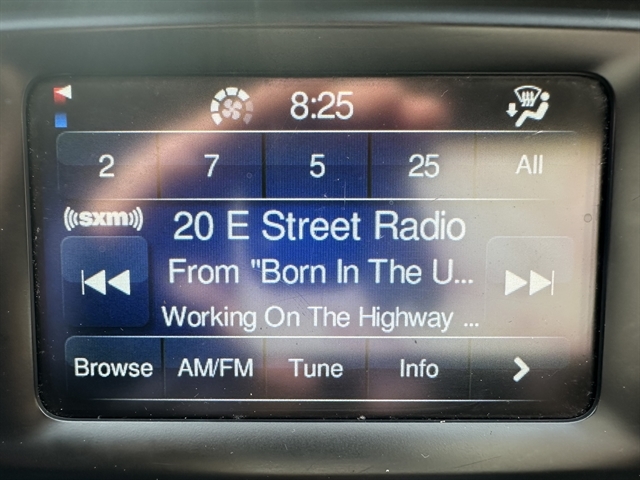 8:25
2 7 5 25 All
((sxm))
20 E Street Radio
From "Born In The U...
Working On The Highway ...
Browse AM/FM Tune Info >